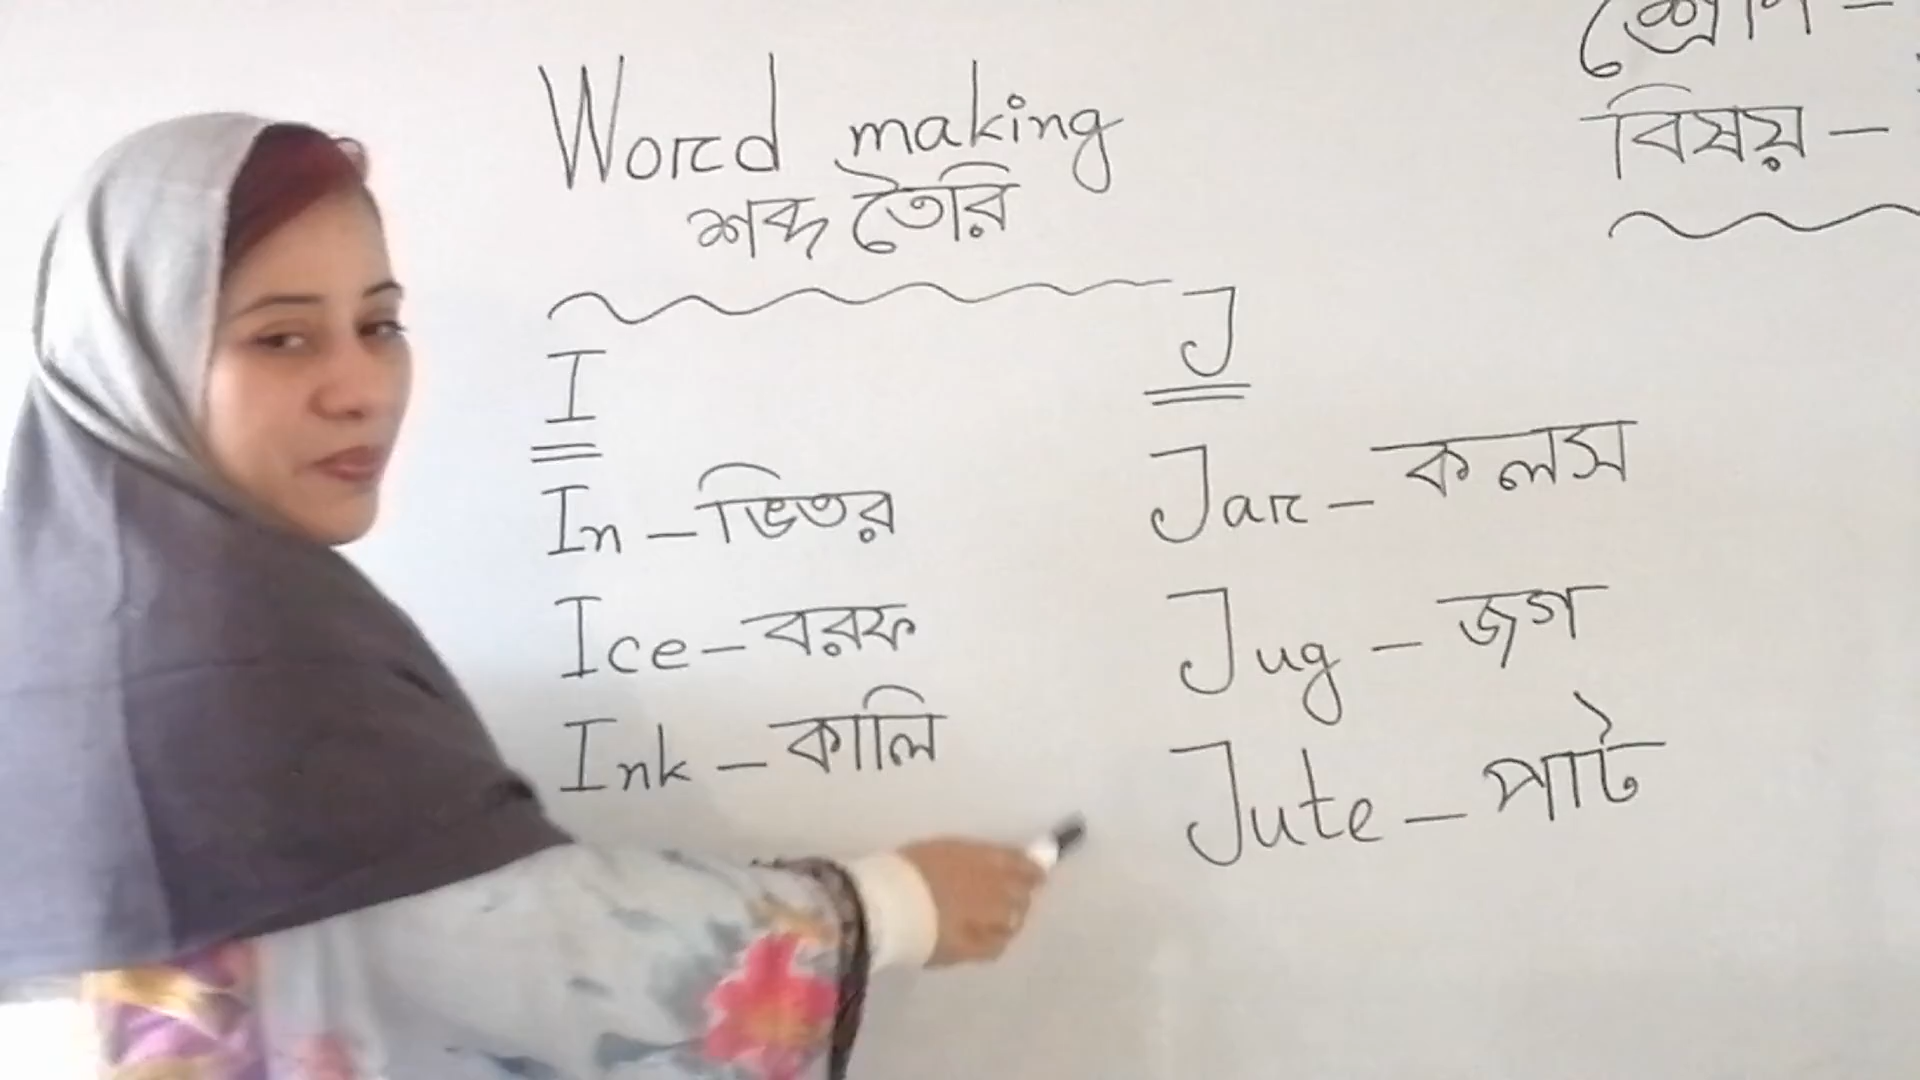 Word making
শব্দ তৈরি
I
In - ভিতর
Ice - বরফ
Ink - কালি
J
Jar - কলস
Jug - জগ
Jute - পাট
শ্রেণি -
বিষয় -